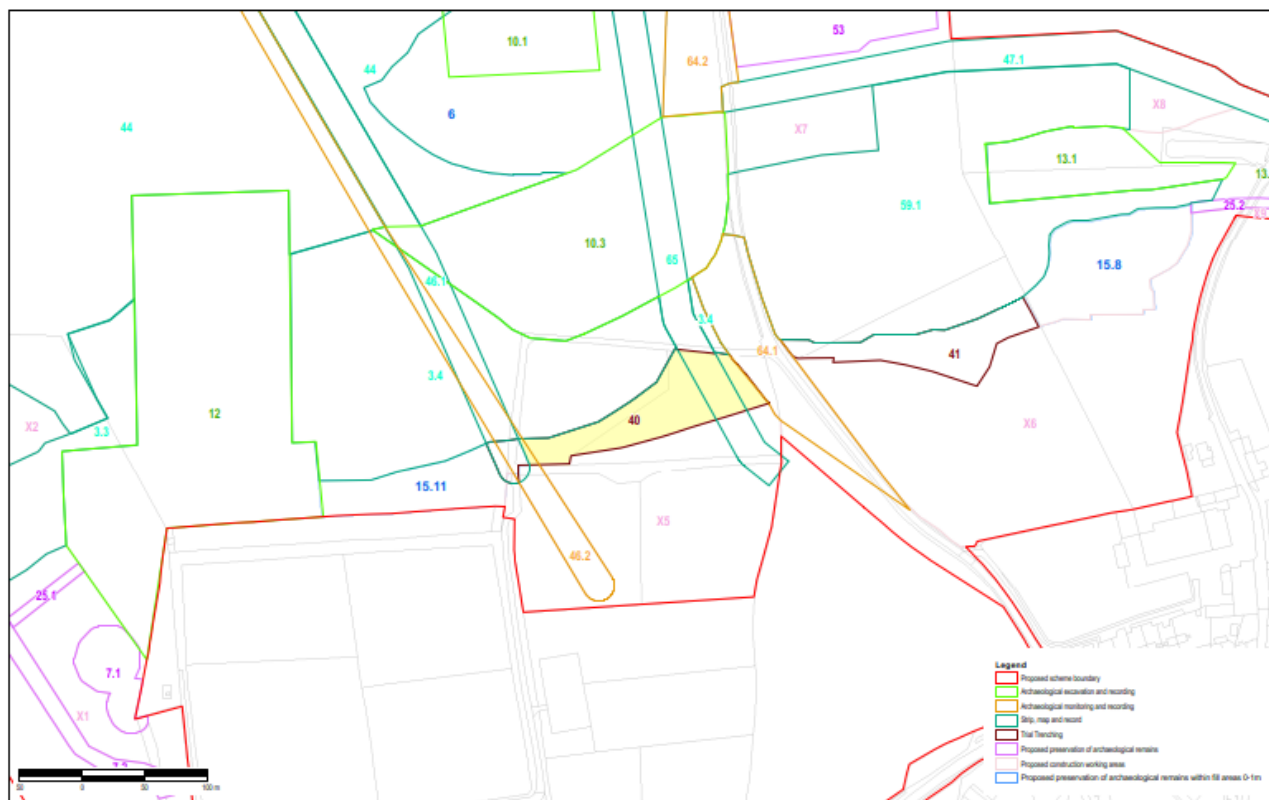 53
10.1
64.2
47.1
44
X8
6
44
X7
13.1
13.
25.2
X9
59.1
10.3
65
15.8
46.1
3.4
64.1
41
3.4
12
X2
3.3
40
X6
15.11
X5
46.2
25.1
7.1
X1
Legend
Proposed scheme boundary
Archaeological excavation and recording
Archaeological monitoring and recording
Strip, map and record
Trial Trenching
Proposed preservation of archaeological remains
Proposed construction working areas
Proposed preservation of archaeological remains within fill areas 0-1m
50 0 50 100 m